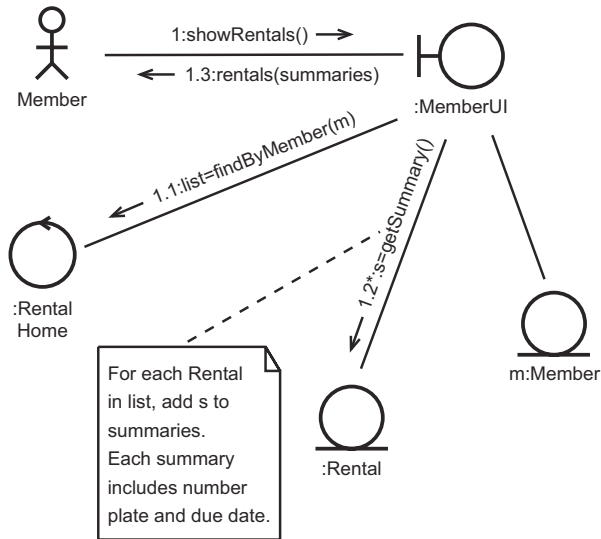 1:showRentals()
1.3:rentals(summaries)
Member
:MemberUI
1.1:list=findByMember(m)
1.2*:s=getSummary()
:Rental
Home
m:Member
For each Rental
in list, add s to
summaries.
Each summary
includes number
plate and due date.
:Rental